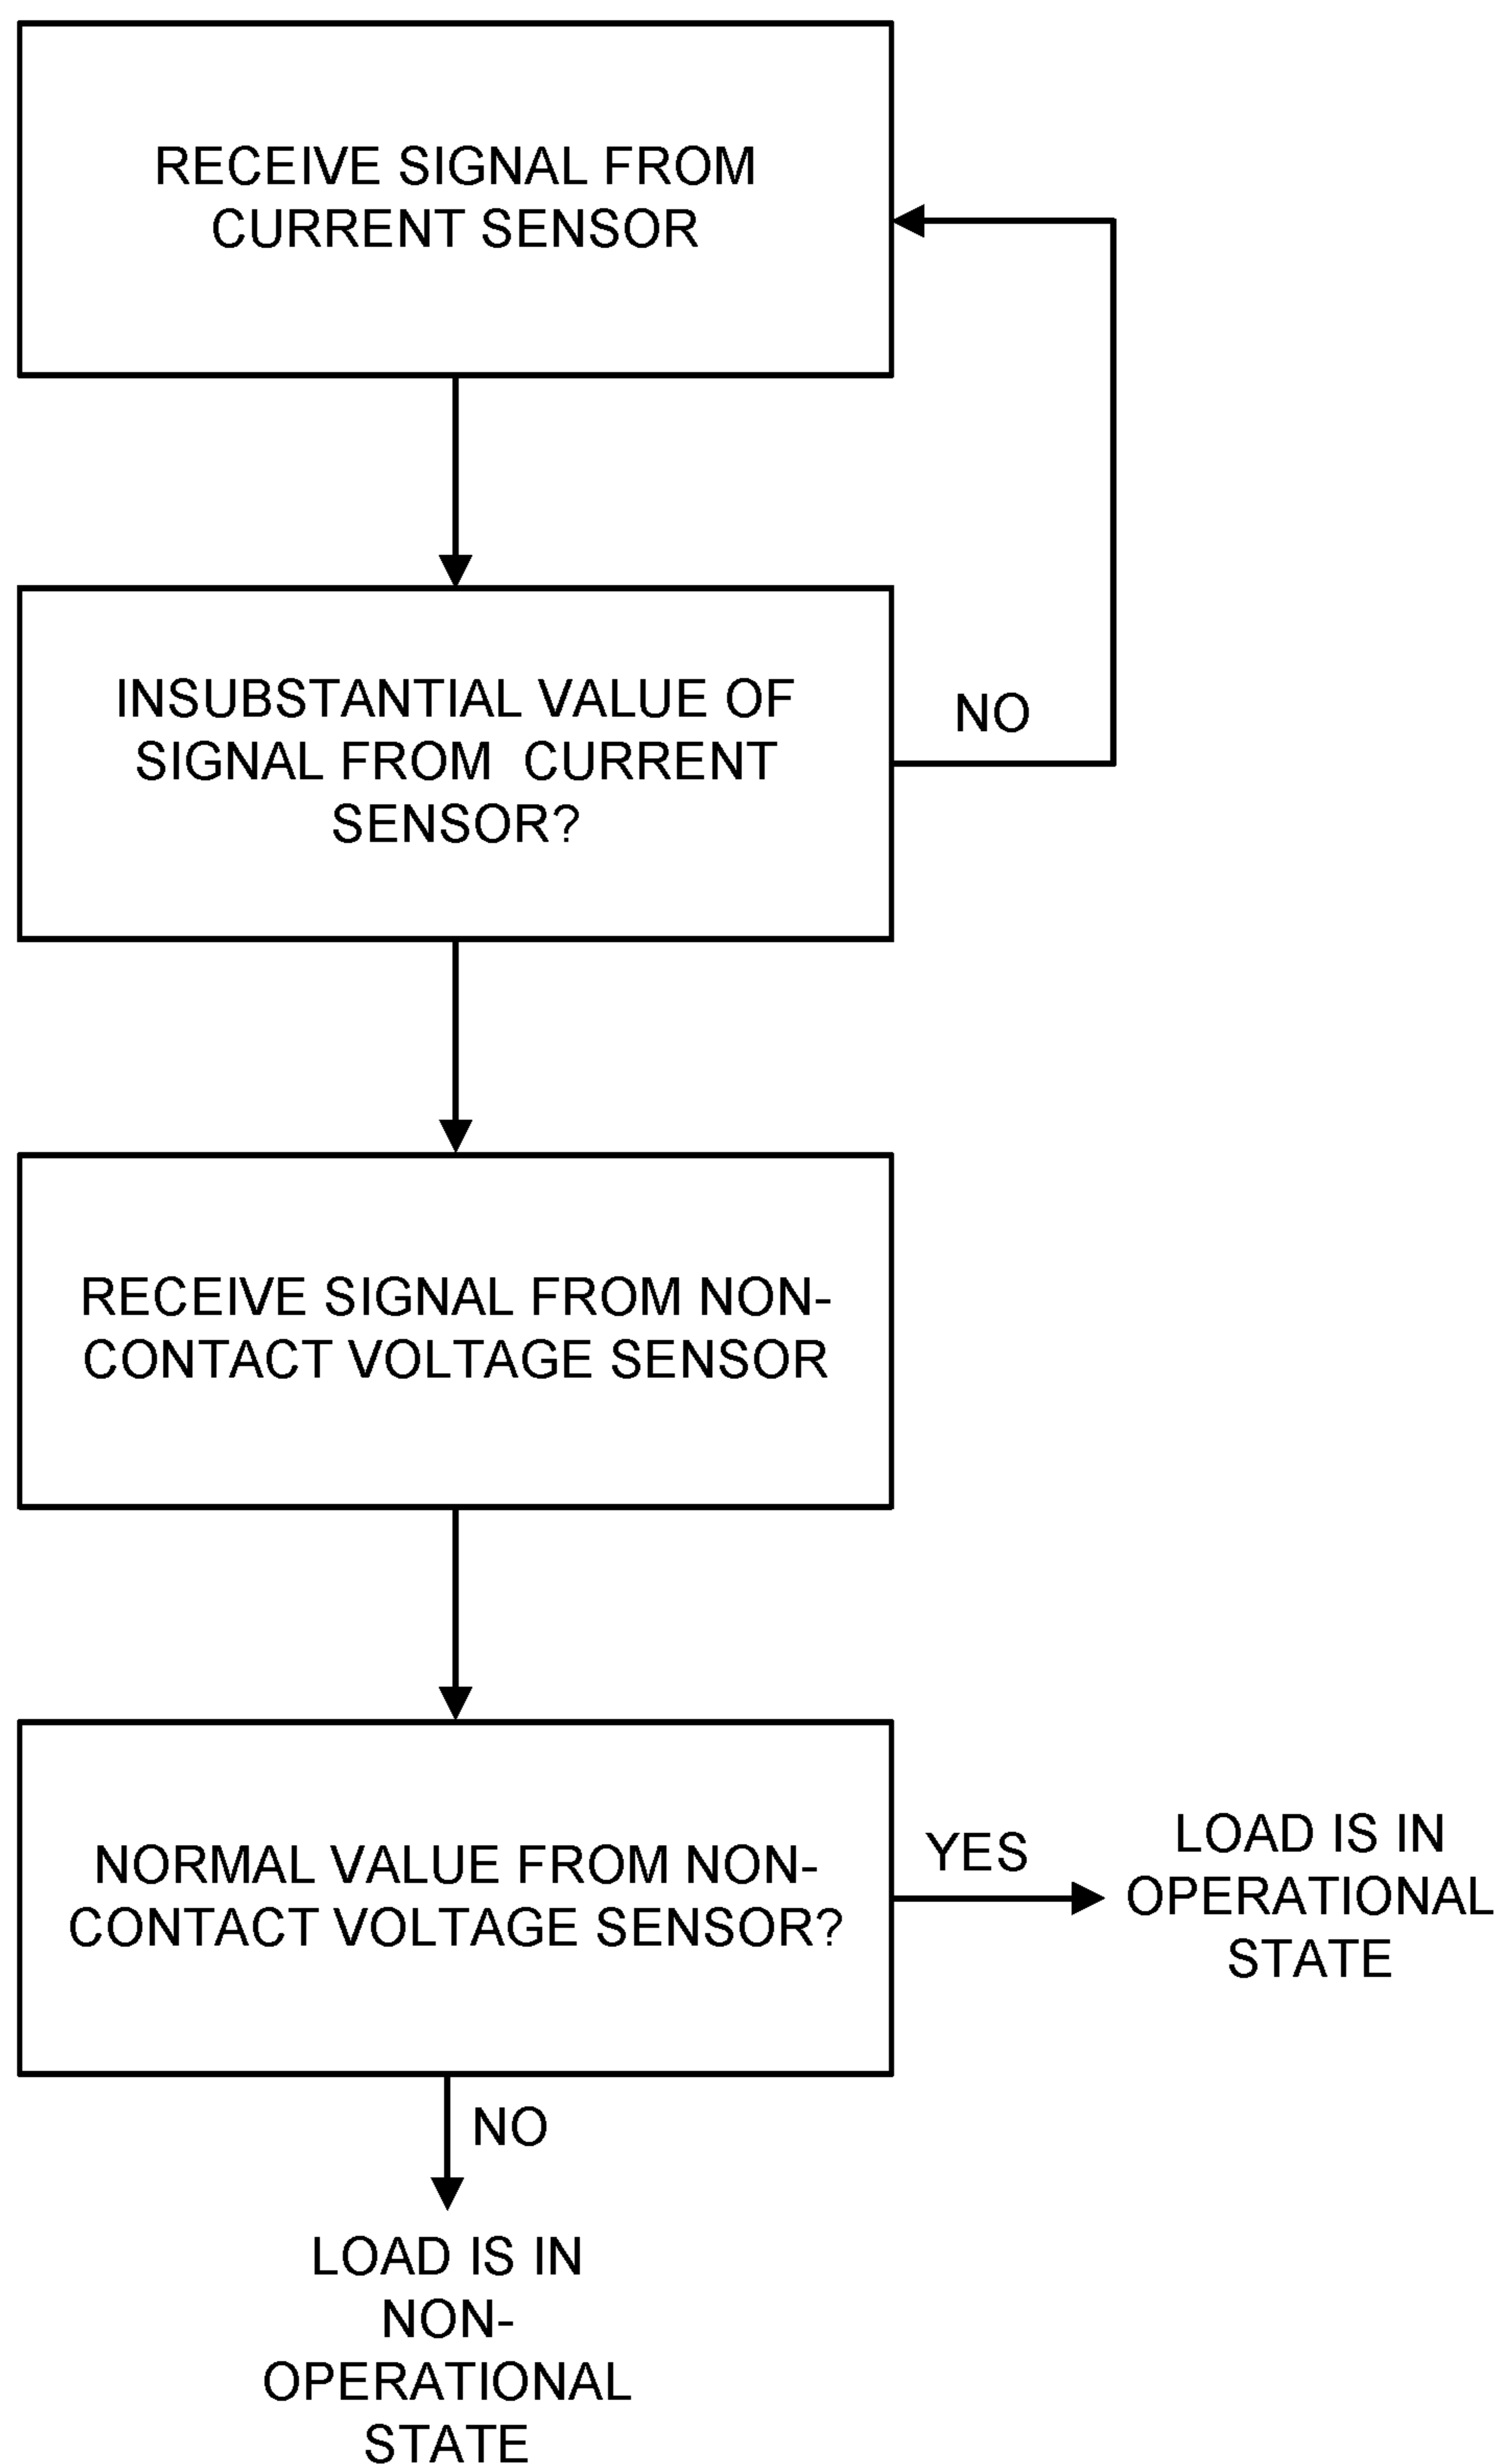 RECEIVE SIGNAL FROM
CURRENT SENSOR
INSUBSTANTIAL VALUE OF
SIGNAL FROM CURRENT
SENSOR?
NO
RECEIVE SIGNAL FROM NON-
CONTACT VOLTAGE SENSOR
NORMAL VALUE FROM NON-
CONTACT VOLTAGE SENSOR?
YES
LOAD IS IN
OPERATIONAL
STATE
NO
LOAD IS IN
NON-
OPERATIONAL
STATE